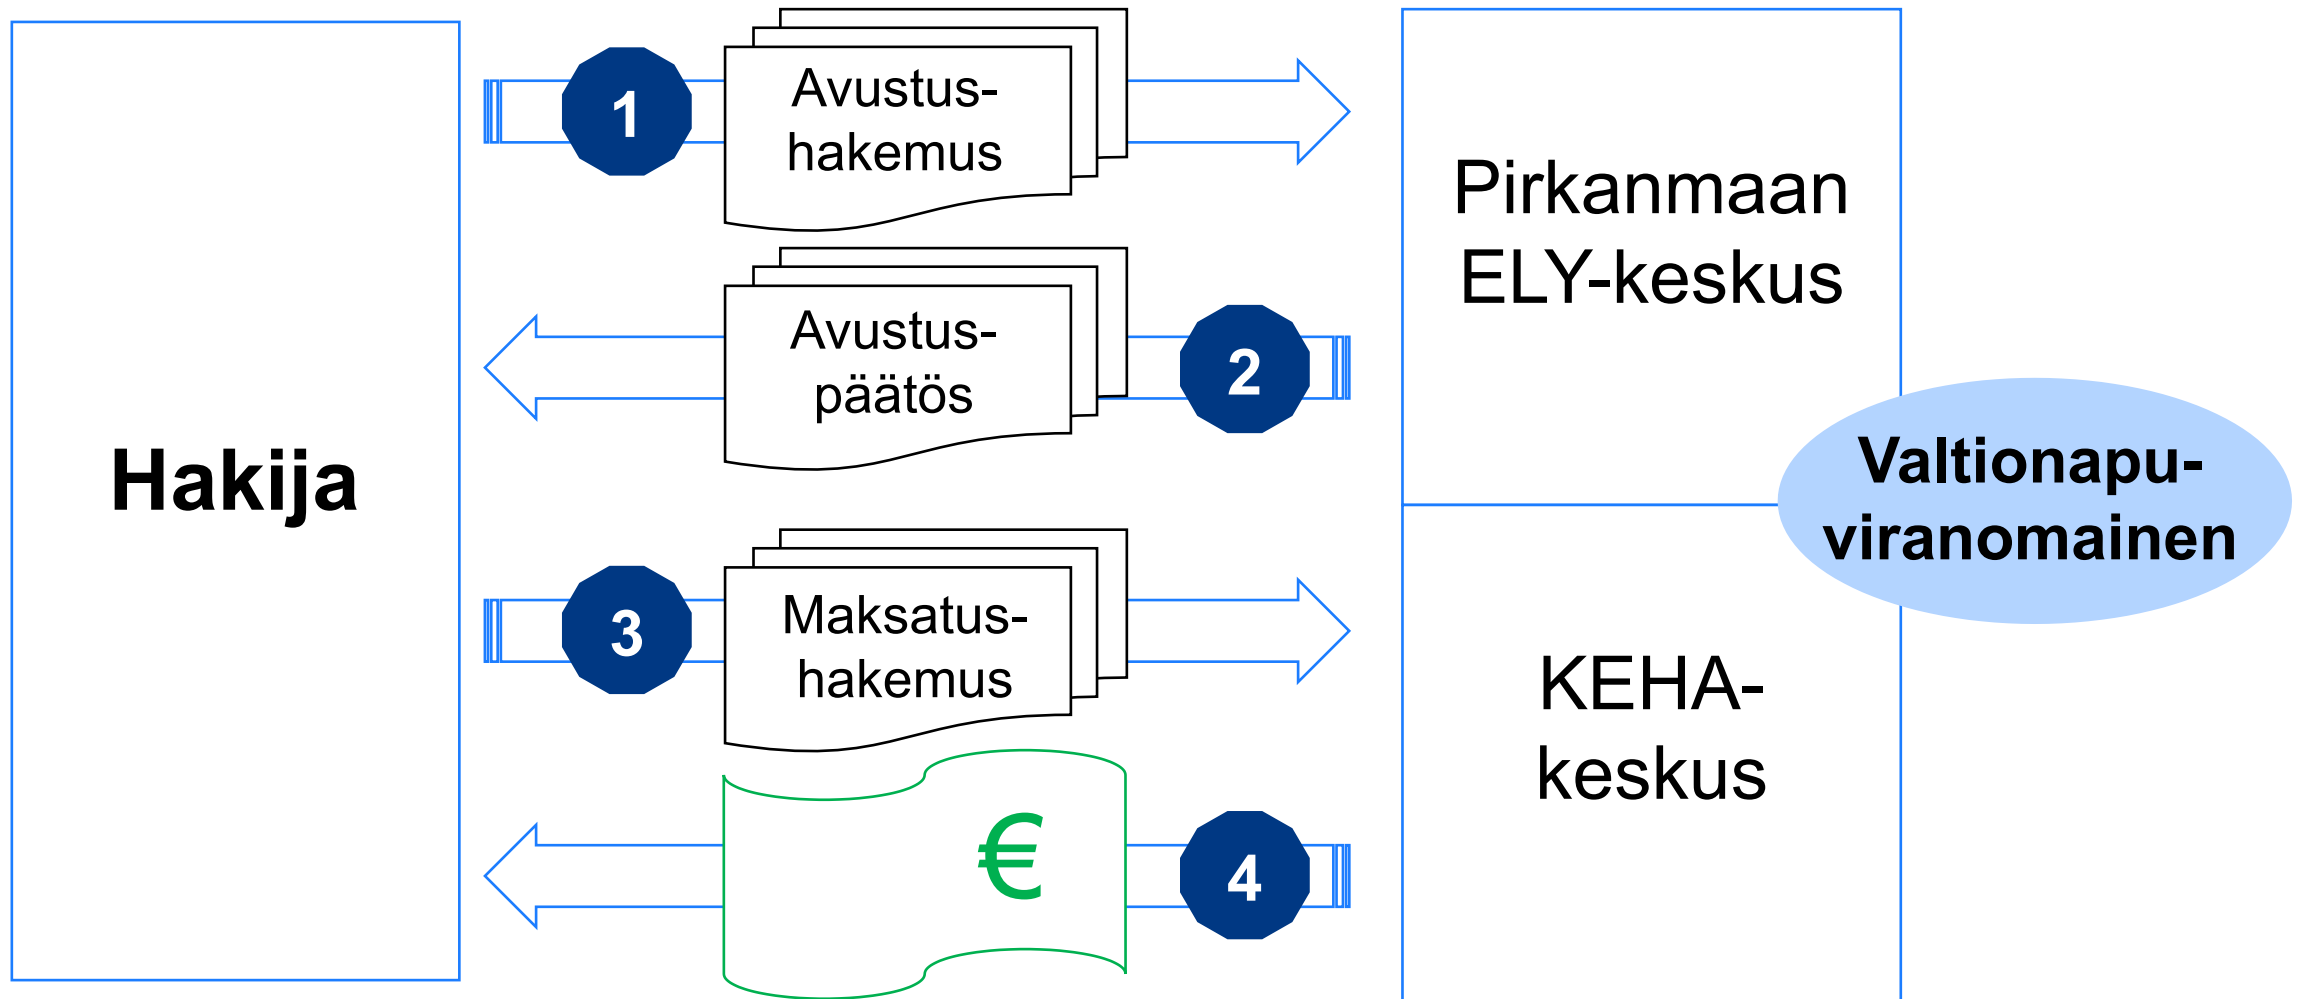 Hakija
1
Avustus-
hakemus
Avustus-
päätös
2
3
Maksatus-
hakemus
€
4
Pirkanmaan
ELY-keskus
Valtionapu-
viranomainen
KEHA-
keskus